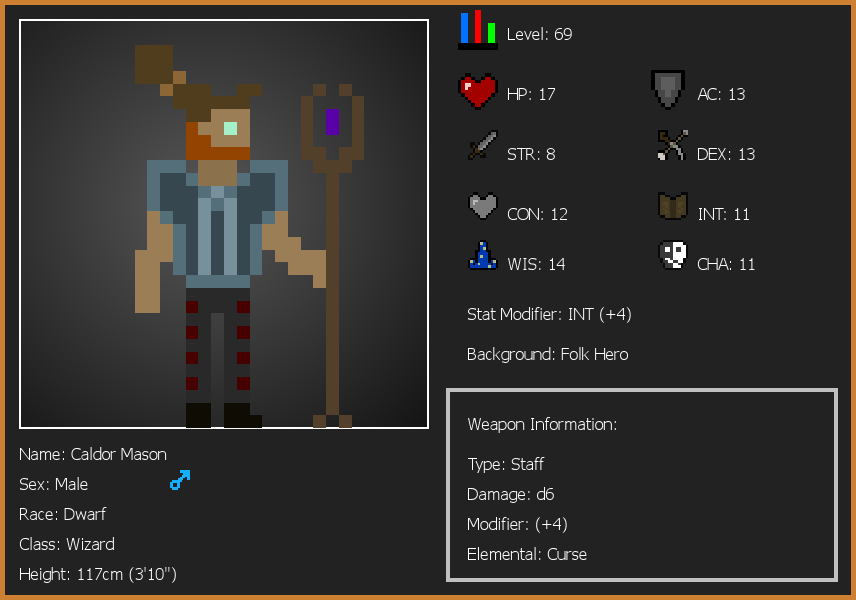 Level: 69
HP: 17
AC: 13
STR: 8
DEX: 13
CON: 12
INT: 11
WIS: 14
CHA: 11
Stat Modifier: INT (+4)
Background: Folk Hero
Weapon Information:
Type: Staff
Damage: d6
Modifier: (+4)
Elemental: Curse
Name: Caldor Mason
Sex: Male
Race: Dwarf
Class: Wizard
Height: 117cm (3'10")